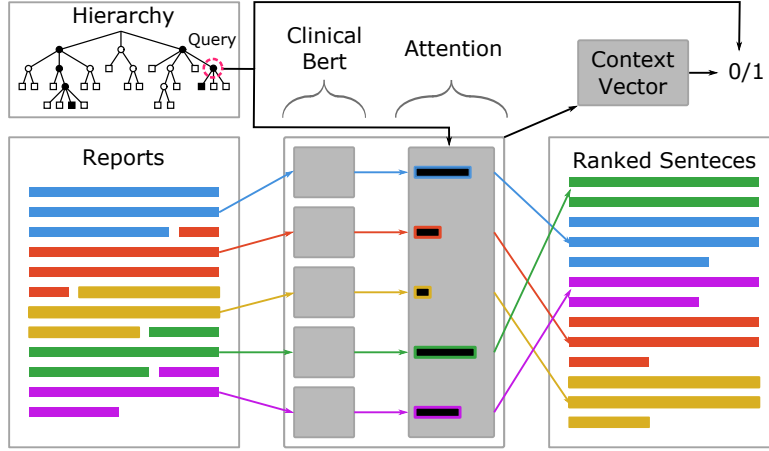 Hierarchy
Query
Clinical
Bert
Attention
Context
Vector
0/1
Reports
Ranked Senteces